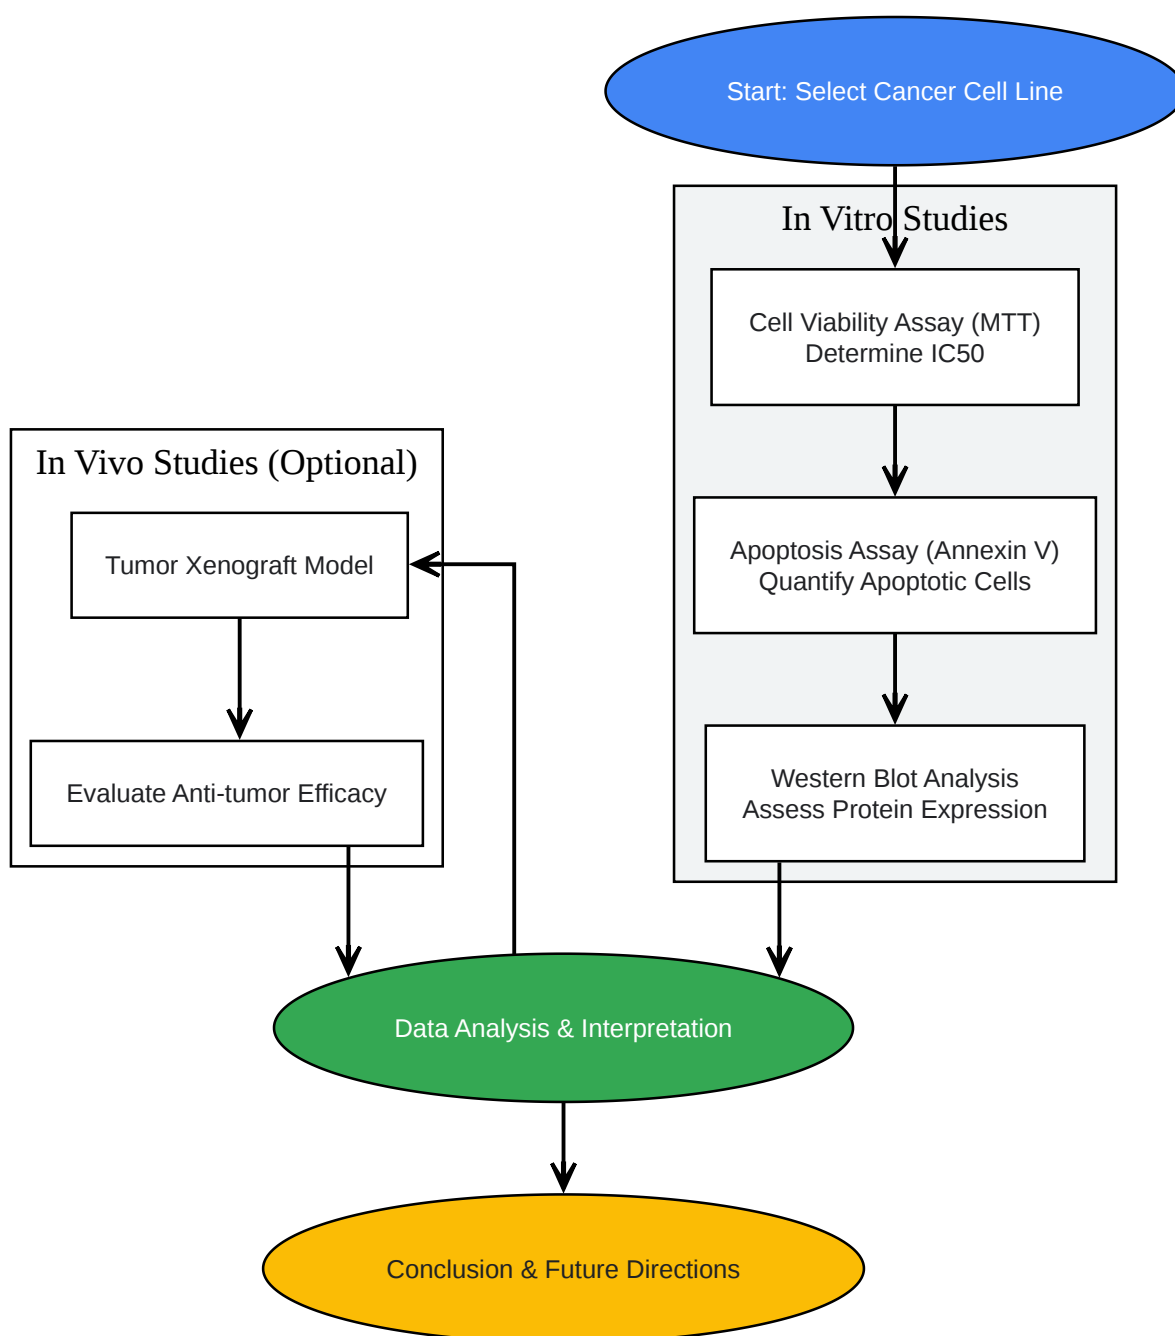 Start: Select Cancer Cell Line
In Vitro Studies
Cell Viability Assay (MTT)
Determine IC50
Apoptosis Assay (Annexin V)
Quantify Apoptotic Cells
Western Blot Analysis
Assess Protein Expression
In Vivo Studies (Optional)
Tumor Xenograft Model
Evaluate Anti-tumor Efficacy
Data Analysis & Interpretation
Conclusion & Future Directions